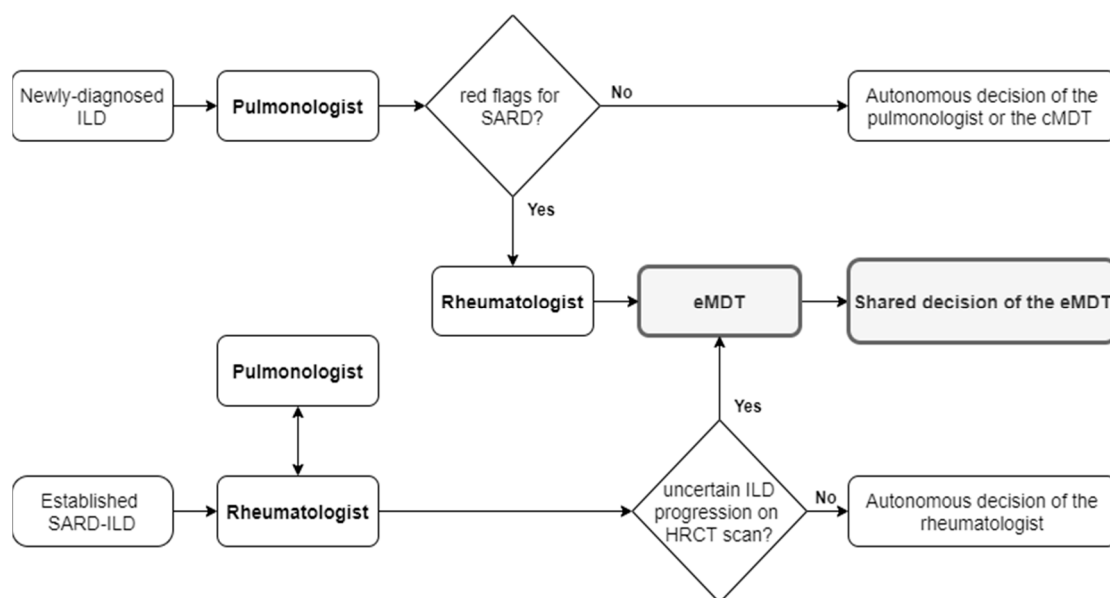 Newly-diagnosed
ILD
Pulmonologist
red flags for
SARD?
No
Autonomous decision of the
pulmonologist or the cMDT
Yes
Rheumatologist
eMDT
Shared decision of the eMDT
Pulmonologist
Yes
Established
SARD-ILD
Rheumatologist
uncertain ILD
progression on
HRCT scan?
No
Autonomous decision of the
rheumatologist